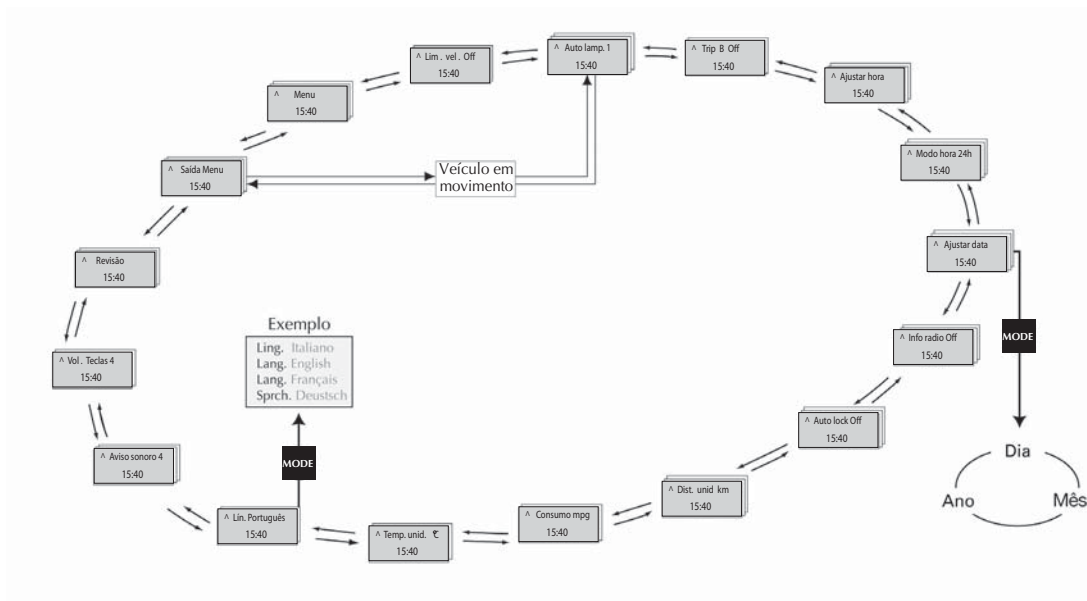 ^ Auto lamp. 1
15:40
^ Trip B Off
15:40
^ Ajustar hora
15:40
^ Modo hora 24h
15:40
^ Ajustar data
15:40
MODE
Dia
Ano
Mês
^ Info radio Off
15:40
^ Auto lock Off
15:40
^ Dist. unid km
15:40
^ Consumo mpg
15:40
^ Temp. unid. °C
15:40
^ Lín. Português
15:40
MODE
Exemplo
Ling. Italiano
Lang. English
Lang. Français
Sprch. Deustsch
^ Aviso sonoro 4
15:40
^ Vol. Teclas 4
15:40
^ Revisão
15:40
^ Saída Menu
15:40
^ Menu
15:40
^ Lim. vel. Off
15:40
Veículo em
movimento